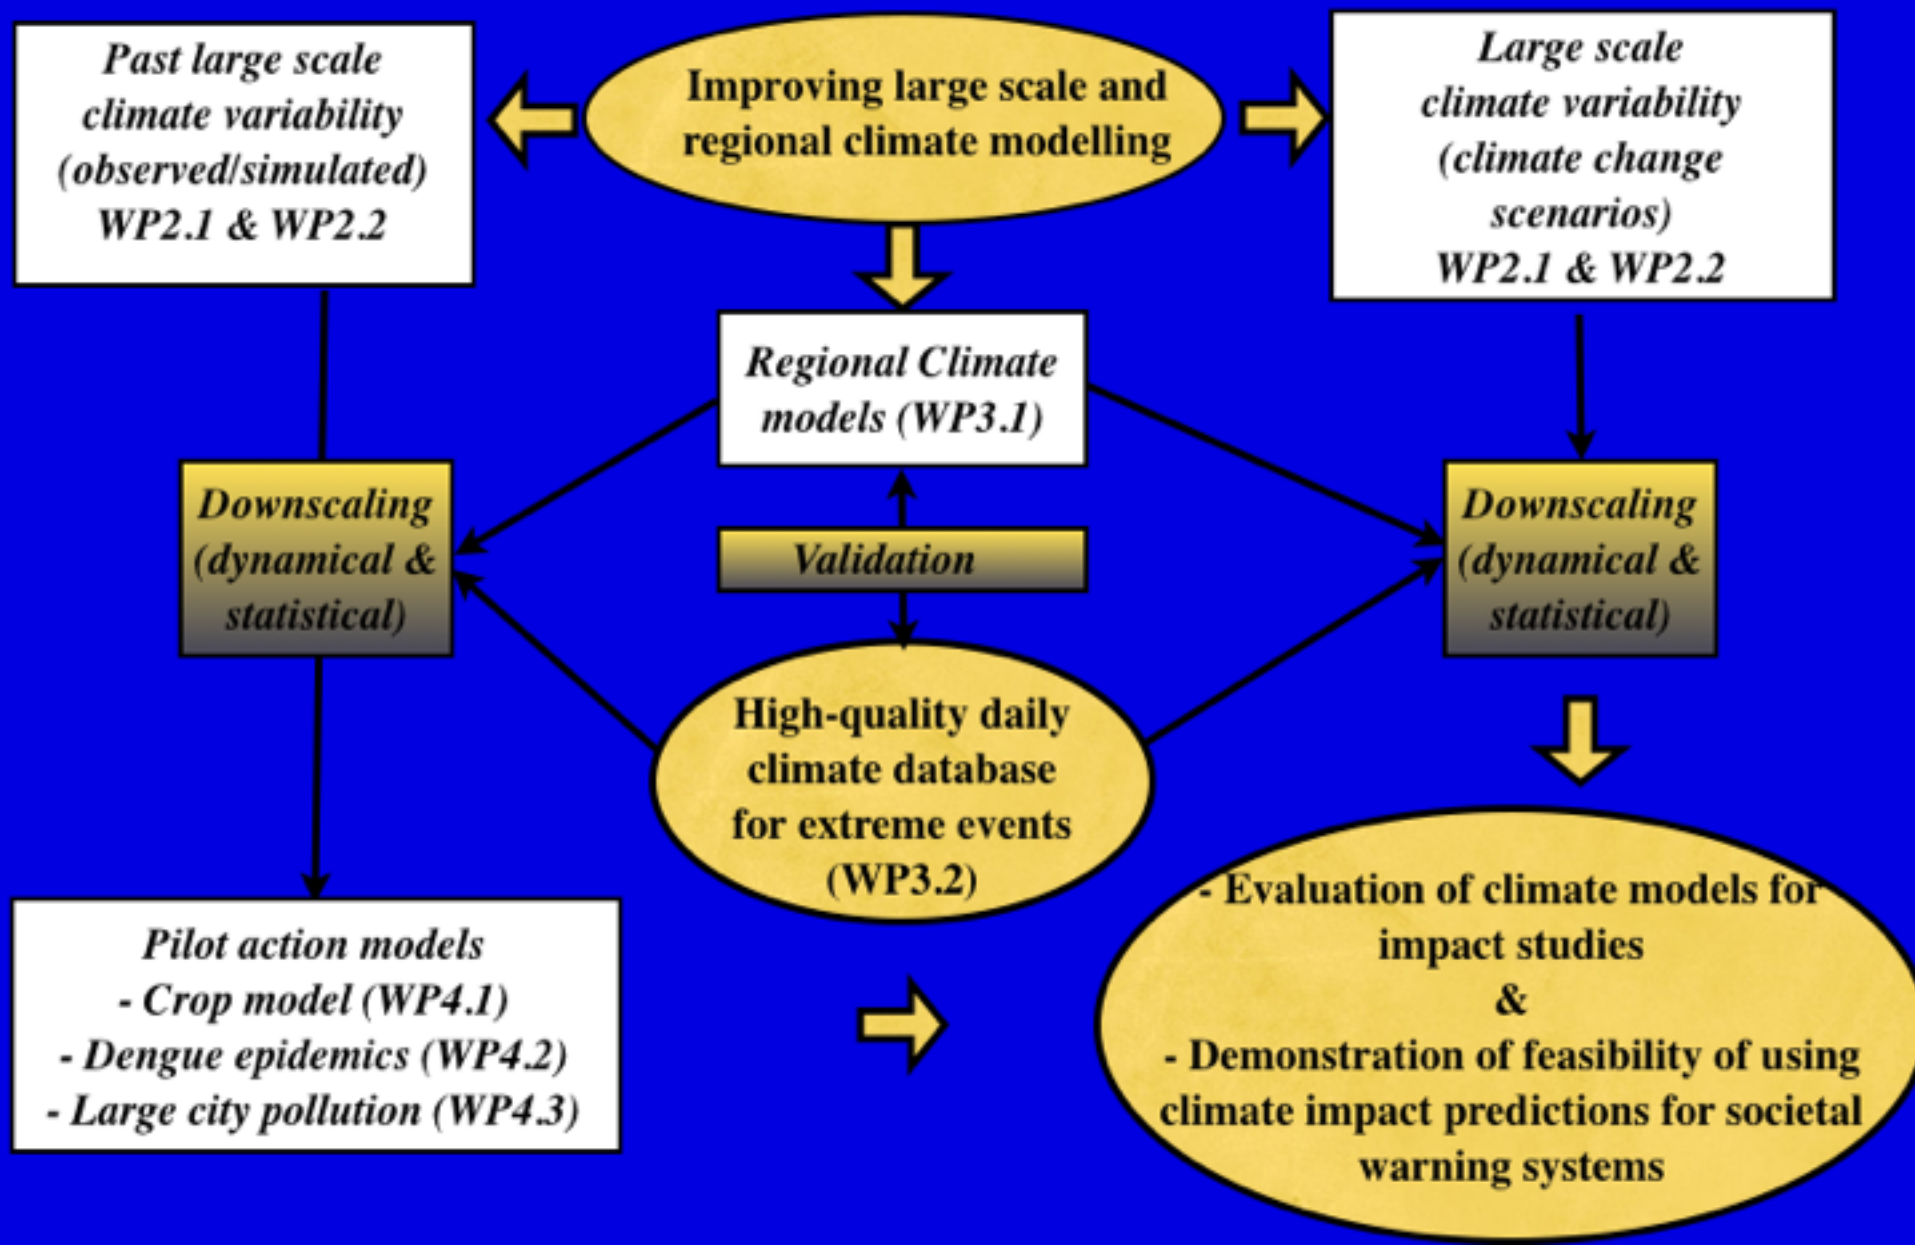 Past large scale
climate variability
(observed/simulated)
WP2.1 & WP2.2
Improving large scale and
regional climate modelling
Large scale
climate variability
(climate change
scenarios)
WP2.1 & WP2.2
Regional Climate
models (WP3.1)
Downscaling
(dynamical &
statistical)
Validation
Downscaling
(dynamical &
statistical)
High-quality daily
climate database
for extreme events
(WP3.2)
Pilot action models
- Crop model (WP4.1)
- Dengue epidemics (WP4.2)
- Large city pollution (WP4.3)
- Evaluation of climate models for
impact studies
&
- Demonstration of feasibility of using
climate impact predictions for societal
warning systems